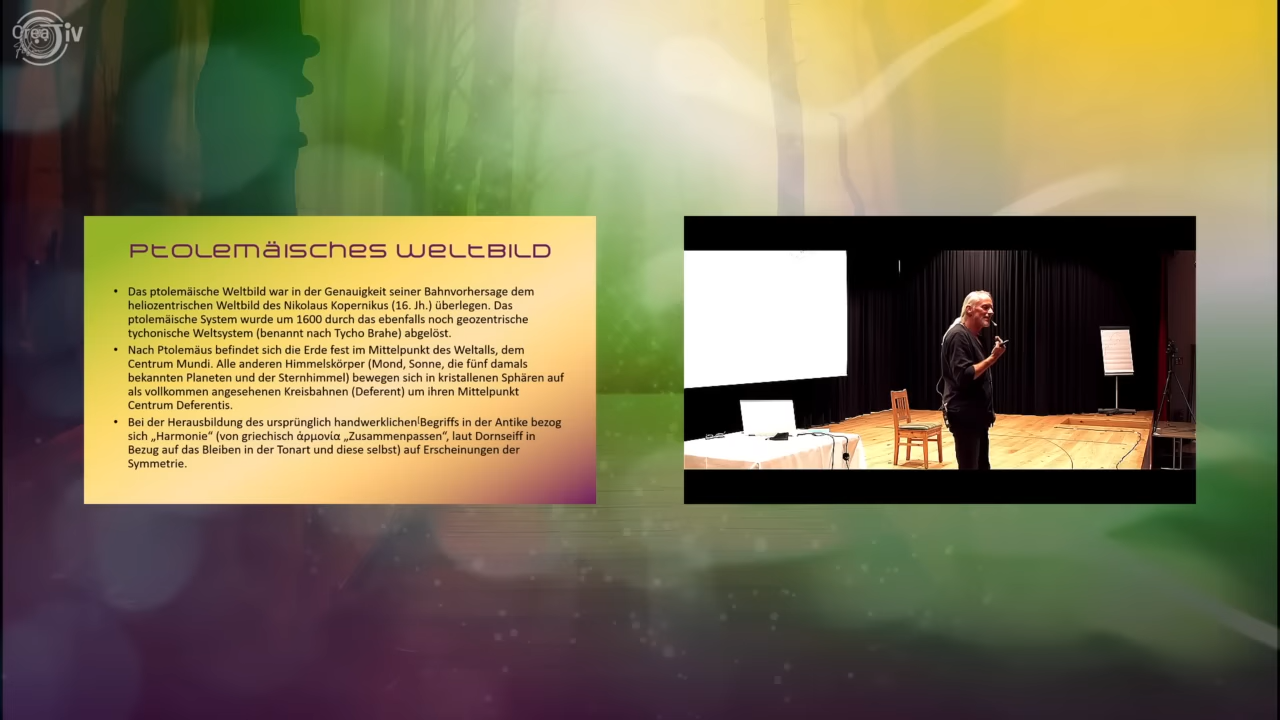 Crea iv
Ptolemäisches Weltbild
• Das ptolemäische Weltbild war in der Genauigkeit seiner Bahnvorhersage dem
heliozentrischen Weltbild des Nikolaus Kopernikus (16. Jh.) überlegen. Das
ptolemäische System wurde um 1600 durch das ebenfalls noch geozentrische
tychonische Weltsystem (benannt nach Tycho Brahe) abgelöst.
• Nach Ptolemäus befindet sich die Erde fest im Mittelpunkt des Weltalls, dem
Centrum Mundi. Alle anderen Himmelskörper (Mond, Sonne, die fünf damals
bekannten Planeten und der Sternhimmel) bewegen sich in kristallenen Sphären auf
als vollkommen angesehenen Kreisbahnen (Deferent) um ihren Mittelpunkt
Centrum Deferentis.
• Bei der Herausbildung des ursprünglich handwerklichen[Begriffs in der Antike bezog
sich „Harmonie“ (von griechisch ἁρμονία „Zusammenpassen“, laut Dornseiff in
Bezug auf das Bleiben in der Tonart und diese selbst) auf Erscheinungen der
Symmetrie.